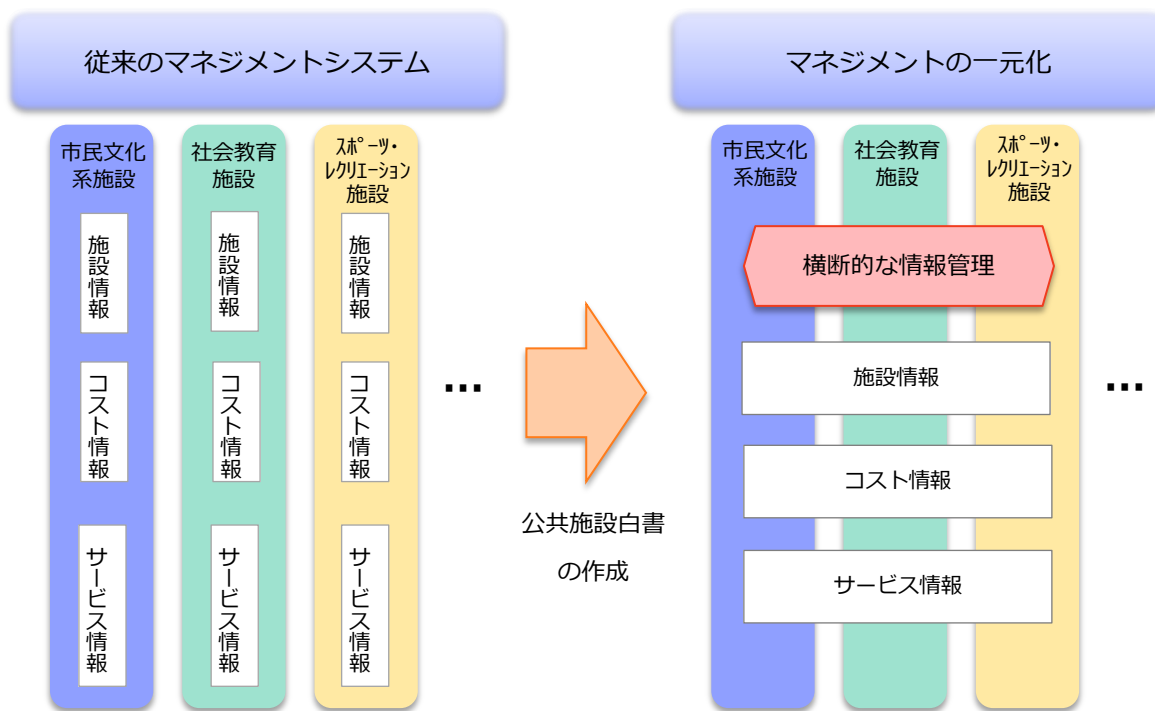 従来のマネジメントシステム
市民文化
系施設
社会教育
施設
ｽﾎﾟｰﾂ・
ﾚｸﾘｴｰｼｮﾝ
施設
施設情報
施設情報
施設情報
コスト情報
コスト情報
コスト情報
サービス情報
サービス情報
サービス情報
…
公共施設白書
の作成
マネジメントの一元化
市民文化
系施設
社会教育
施設
ｽﾎﾟｰﾂ・
ﾚｸﾘｴｰｼｮﾝ
施設
横断的な情報管理
施設情報
コスト情報
サービス情報
…